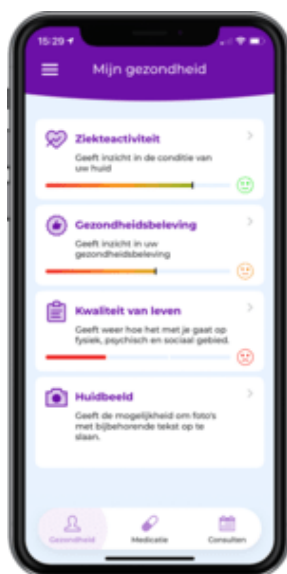 15:29
Mijn gezondheid
Ziekteactiviteit
Geeft inzicht in de conditie van
uw huid
Gezondheidsbeleving
Geeft inzicht in uw
gezondheidsbeleving
Kwaliteit van leven
Geeft weer hoe het met je gaat op
fysiek, psychisch en sociaal gebied.
Huidbeeld
Geeft de mogelijkheid om foto's
met bijbehorende tekst op te
slaan.
Gezondheid
Medicatie
Consulten